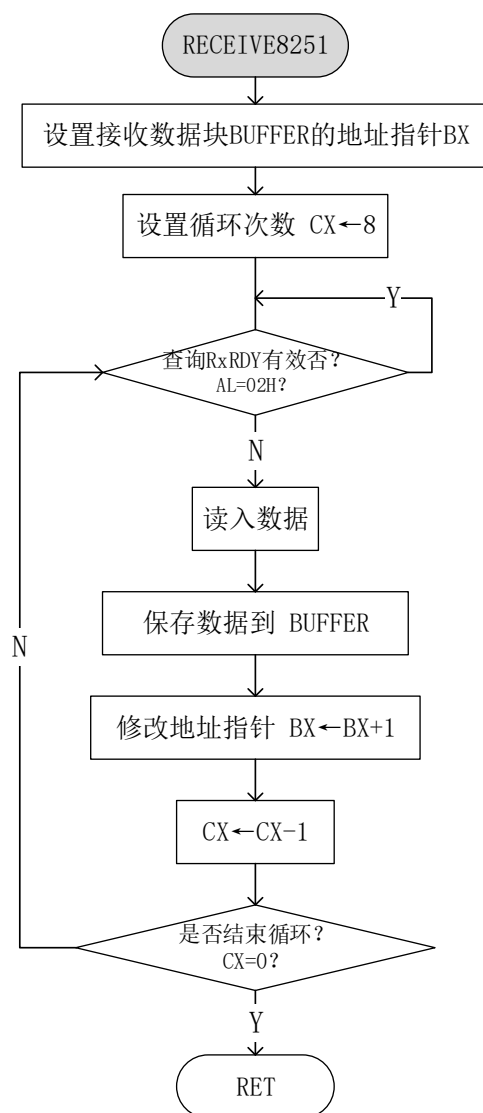 RECEIVE8251
设置接收数据块BUFFER的地址指针BX
设置循环次数 CX←8
Y
查询RxRDY有效否?
AL=02H?
N
读入数据
保存数据到 BUFFER
N
修改地址指针 BX←BX+1
CX←CX-1
是否结束循环?
CX=0?
Y
RET